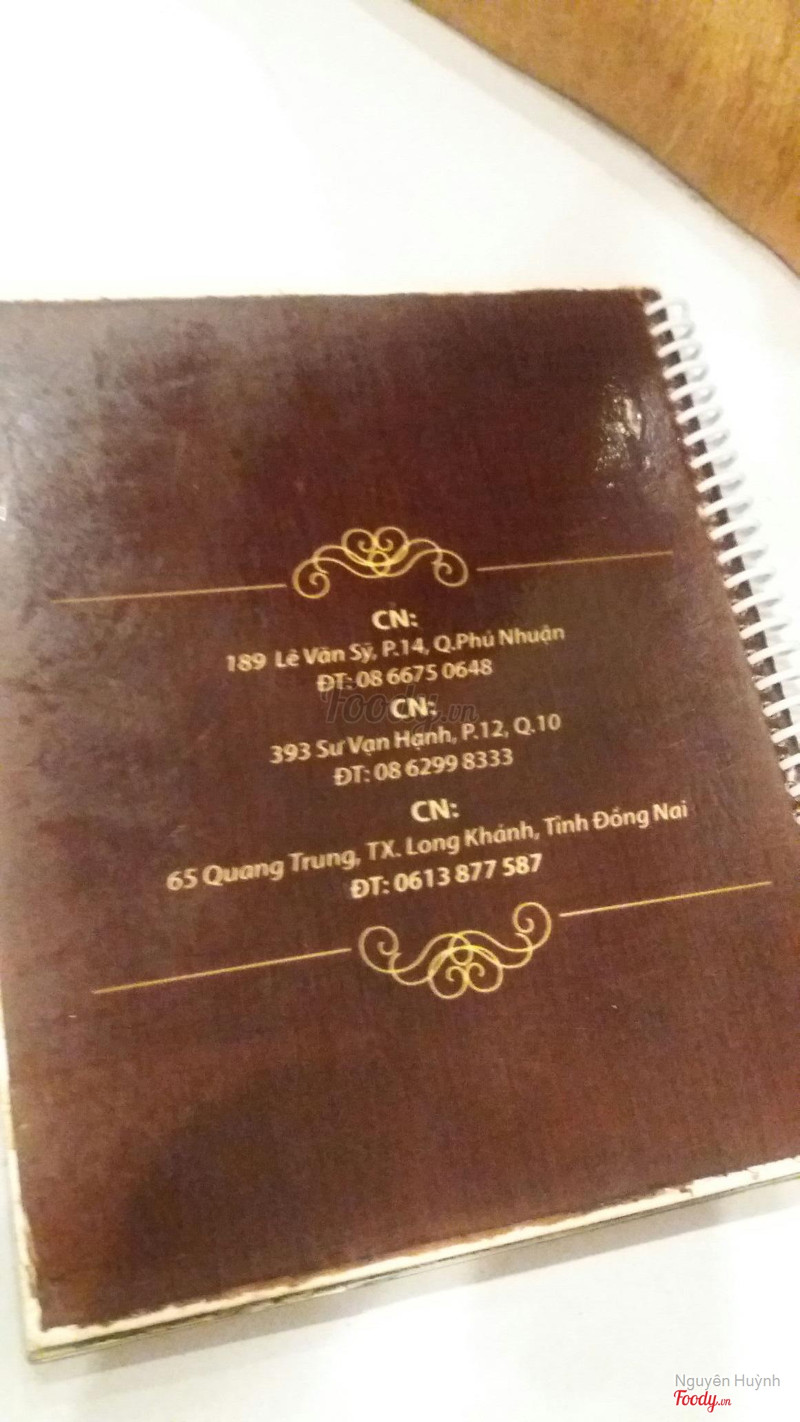 CN:
189 Lê Văn Sỹ, P.14, Q.Phú Nhuận
ĐT: 08 6675 0648
CN:
393 Sư Vạn Hạnh, P.12, Q.10
ĐT: 08 6299 8333
CN:
65 Quang Trung, TX. Long Khánh, Tỉnh Đồng Nai
ĐT: 0613 877 587
Foody.vn
Nguyên Huỳnh
Foody.vn